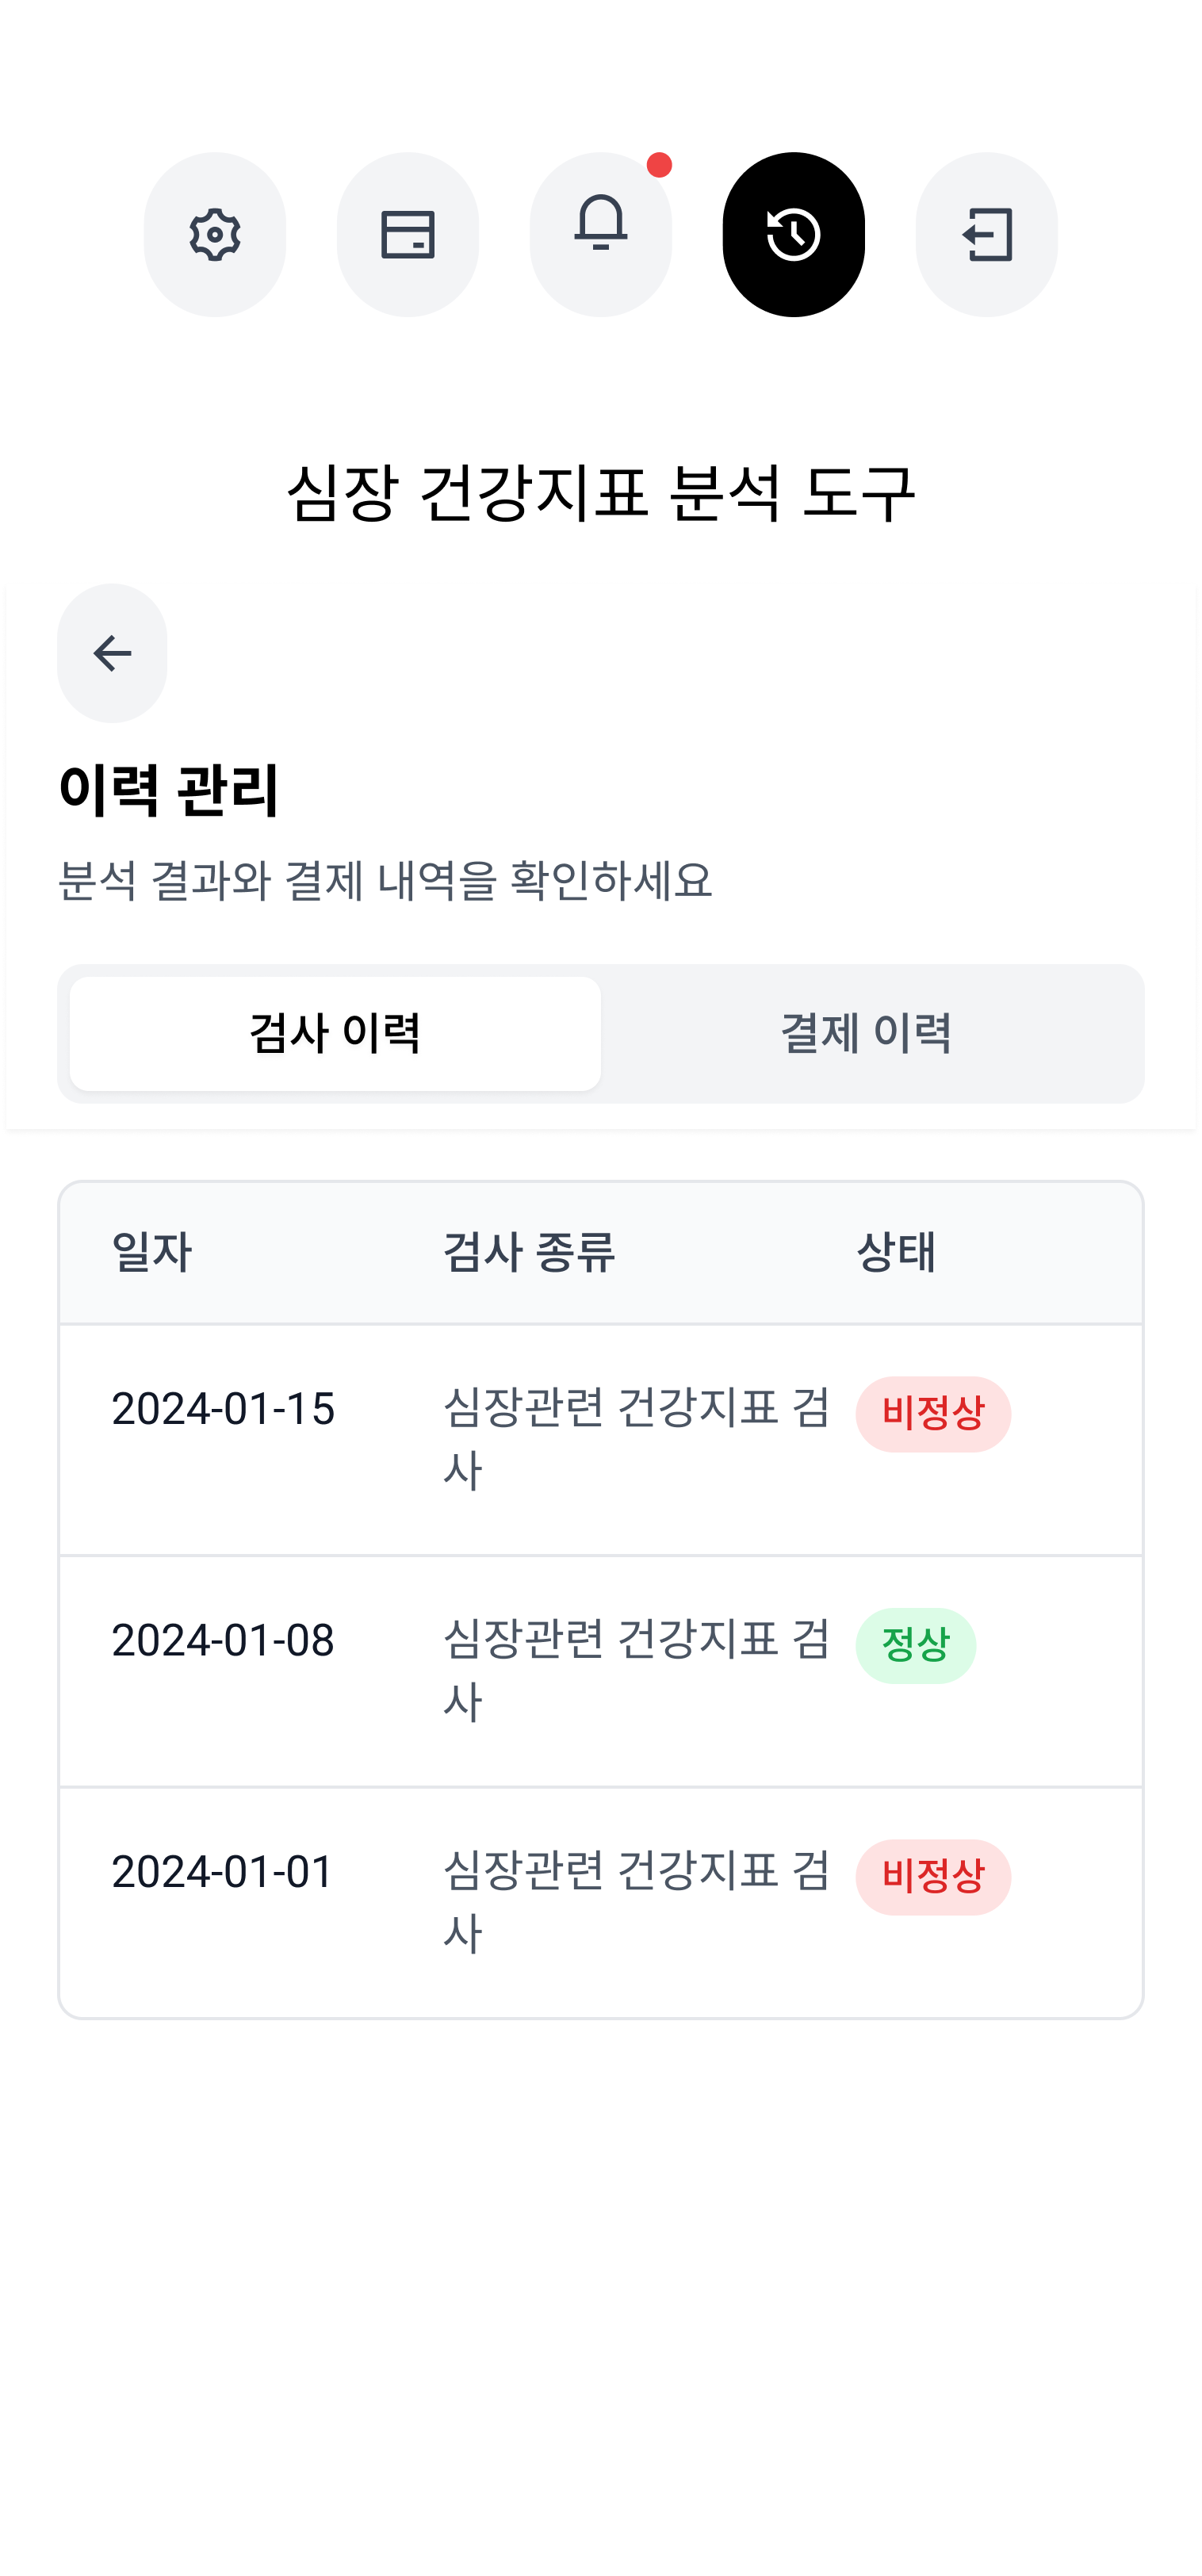 심장 건강지표 분석 도구
이력 관리
분석 결과와 결제 내역을 확인하세요
검사 이력 결제 이력
일자 검사 종류 상태
2024-01-15 심장관련 건강지표 검 비정상
사
2024-01-08 심장관련 건강지표 검 정상
사
2024-01-01 심장관련 건강지표 검 비정상
사